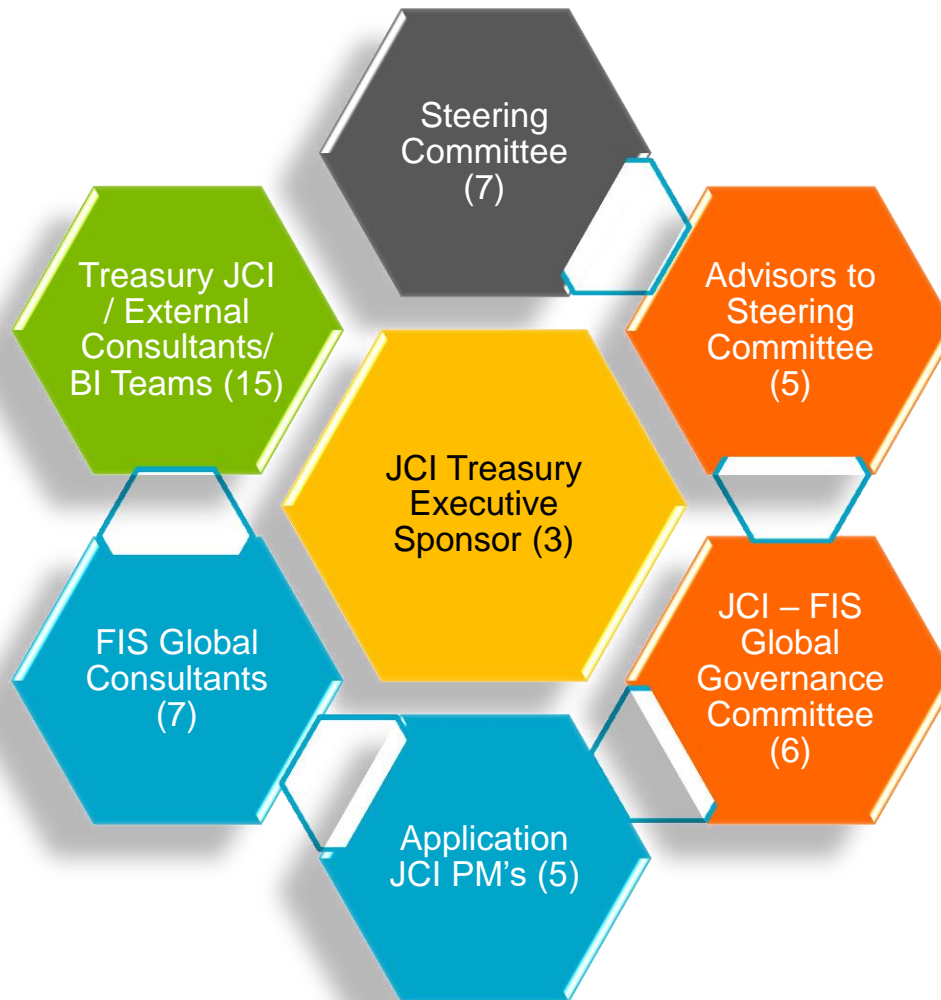 Steering
Committee
(7)
Treasury JCI
/ External
Consultants/
BI Teams (15)
Advisors to
Steering
Committee
(5)
JCI Treasury
Executive
Sponsor (3)
FIS Global
Consultants
(7)
JCI – FIS
Global
Governance
Committee
(6)
Application
JCI PM's (5)